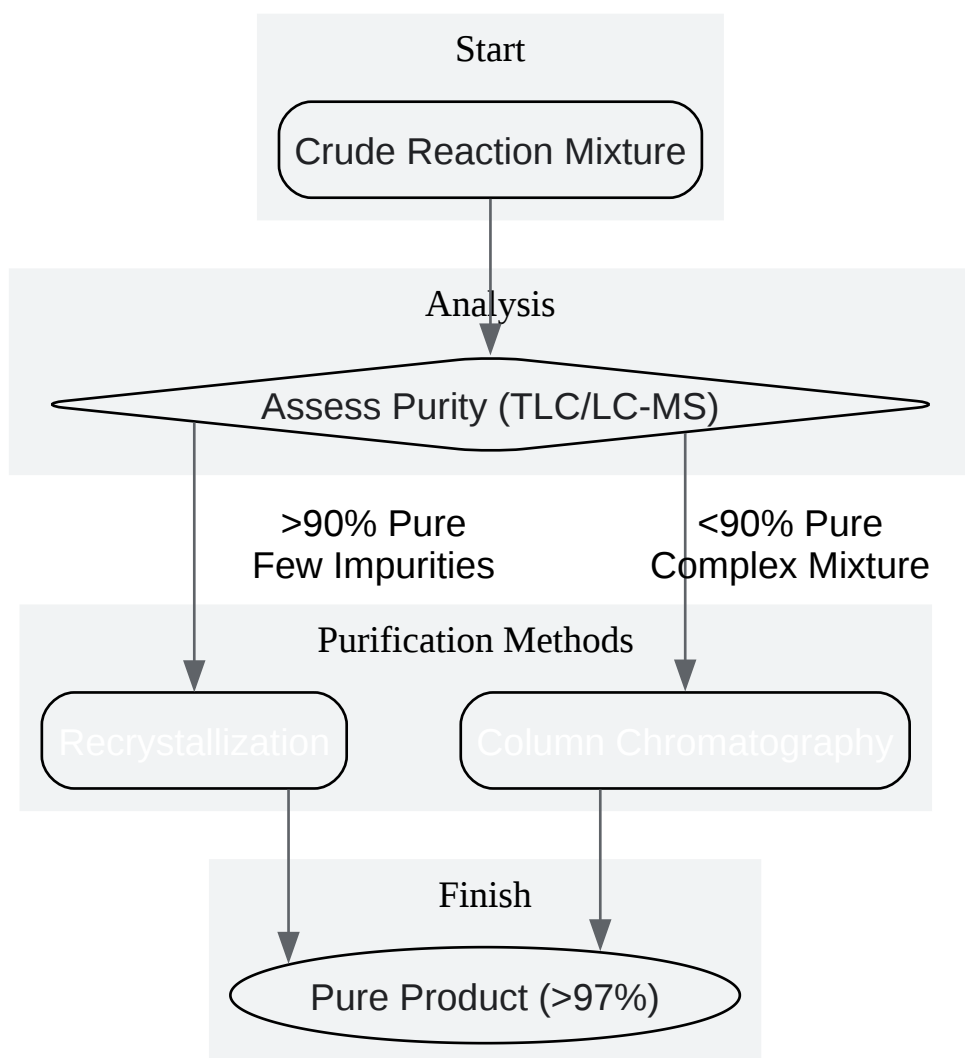 Start
Crude Reaction Mixture
Analysis
Assess Purity (TLC/LC-MS)
>90% Pure
Few Impurities
<90% Pure
Complex Mixture
Purification Methods
Recrystallization
Column Chromatography
Finish
Pure Product (>97%)